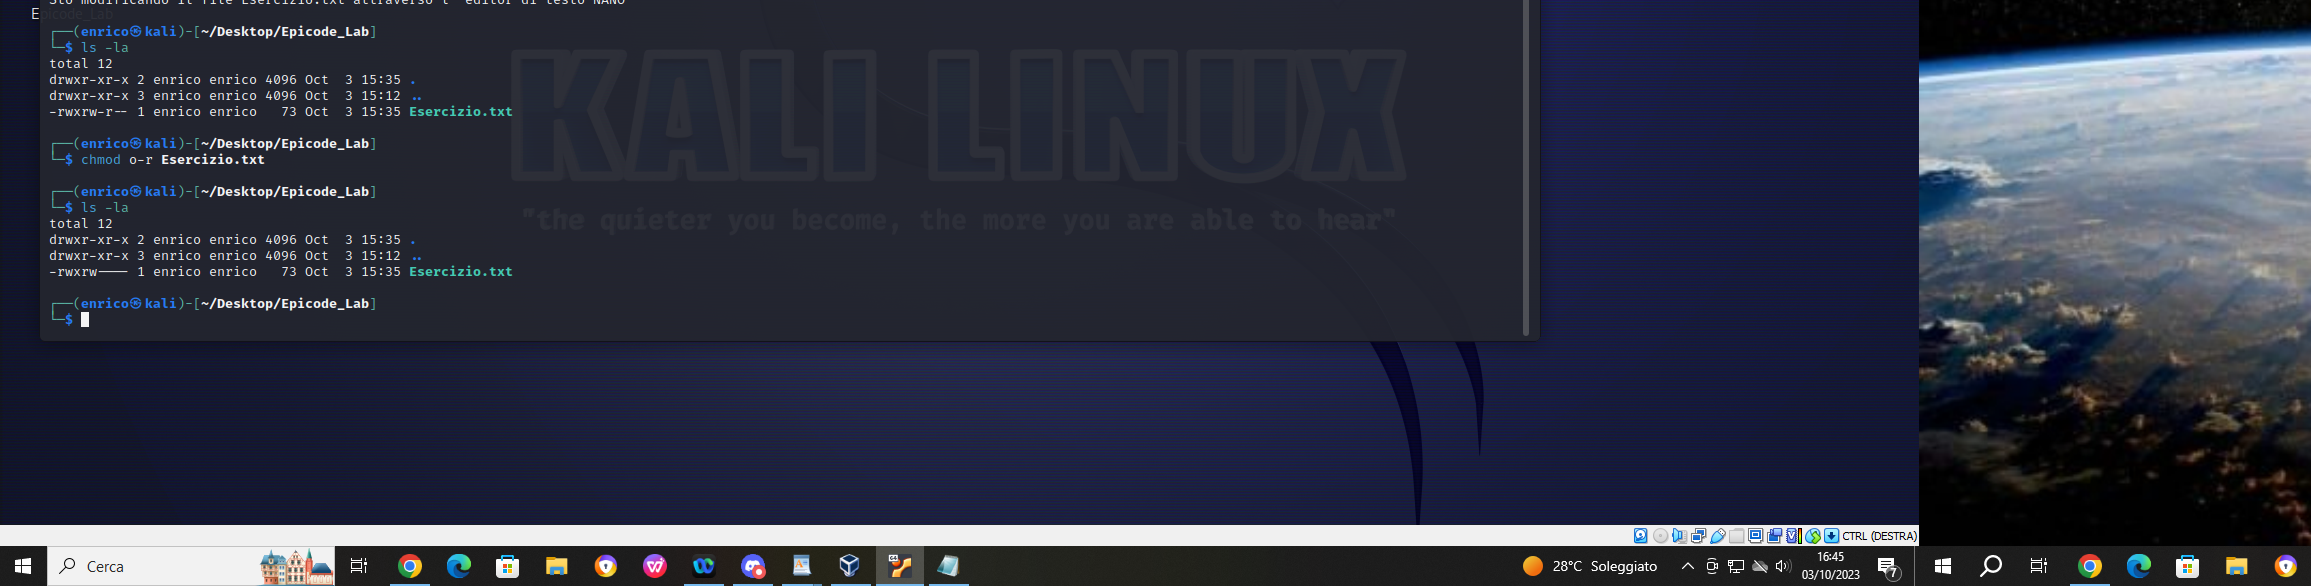 Sto modificando il file Esercizio.txt attraverso l' editor di testo NANO
Epicode_Lab
┌──(enrico㉿kali)-[~/Desktop/Epicode_Lab]
└─$ ls -la
total 12
drwxr-xr-x 2 enrico enrico 4096 Oct  3 15:35 .
drwxr-xr-x 3 enrico enrico 4096 Oct  3 15:12 ..
-rwxrw-r-- 1 enrico enrico   73 Oct  3 15:35 Esercizio.txt
┌──(enrico㉿kali)-[~/Desktop/Epicode_Lab]
└─$ chmod o-r Esercizio.txt
┌──(enrico㉿kali)-[~/Desktop/Epicode_Lab]
└─$ ls -la
total 12
drwxr-xr-x 2 enrico enrico 4096 Oct  3 15:35 .
drwxr-xr-x 3 enrico enrico 4096 Oct  3 15:12 ..
-rwxrw---- 1 enrico enrico   73 Oct  3 15:35 Esercizio.txt
┌──(enrico㉿kali)-[~/Desktop/Epicode_Lab]
└─$
KALI LINUX
"the quieter you become, the more you are able to hear"
CTRL (DESTRA)
Cerca
28°C Soleggiato
16:45
03/10/2023
7